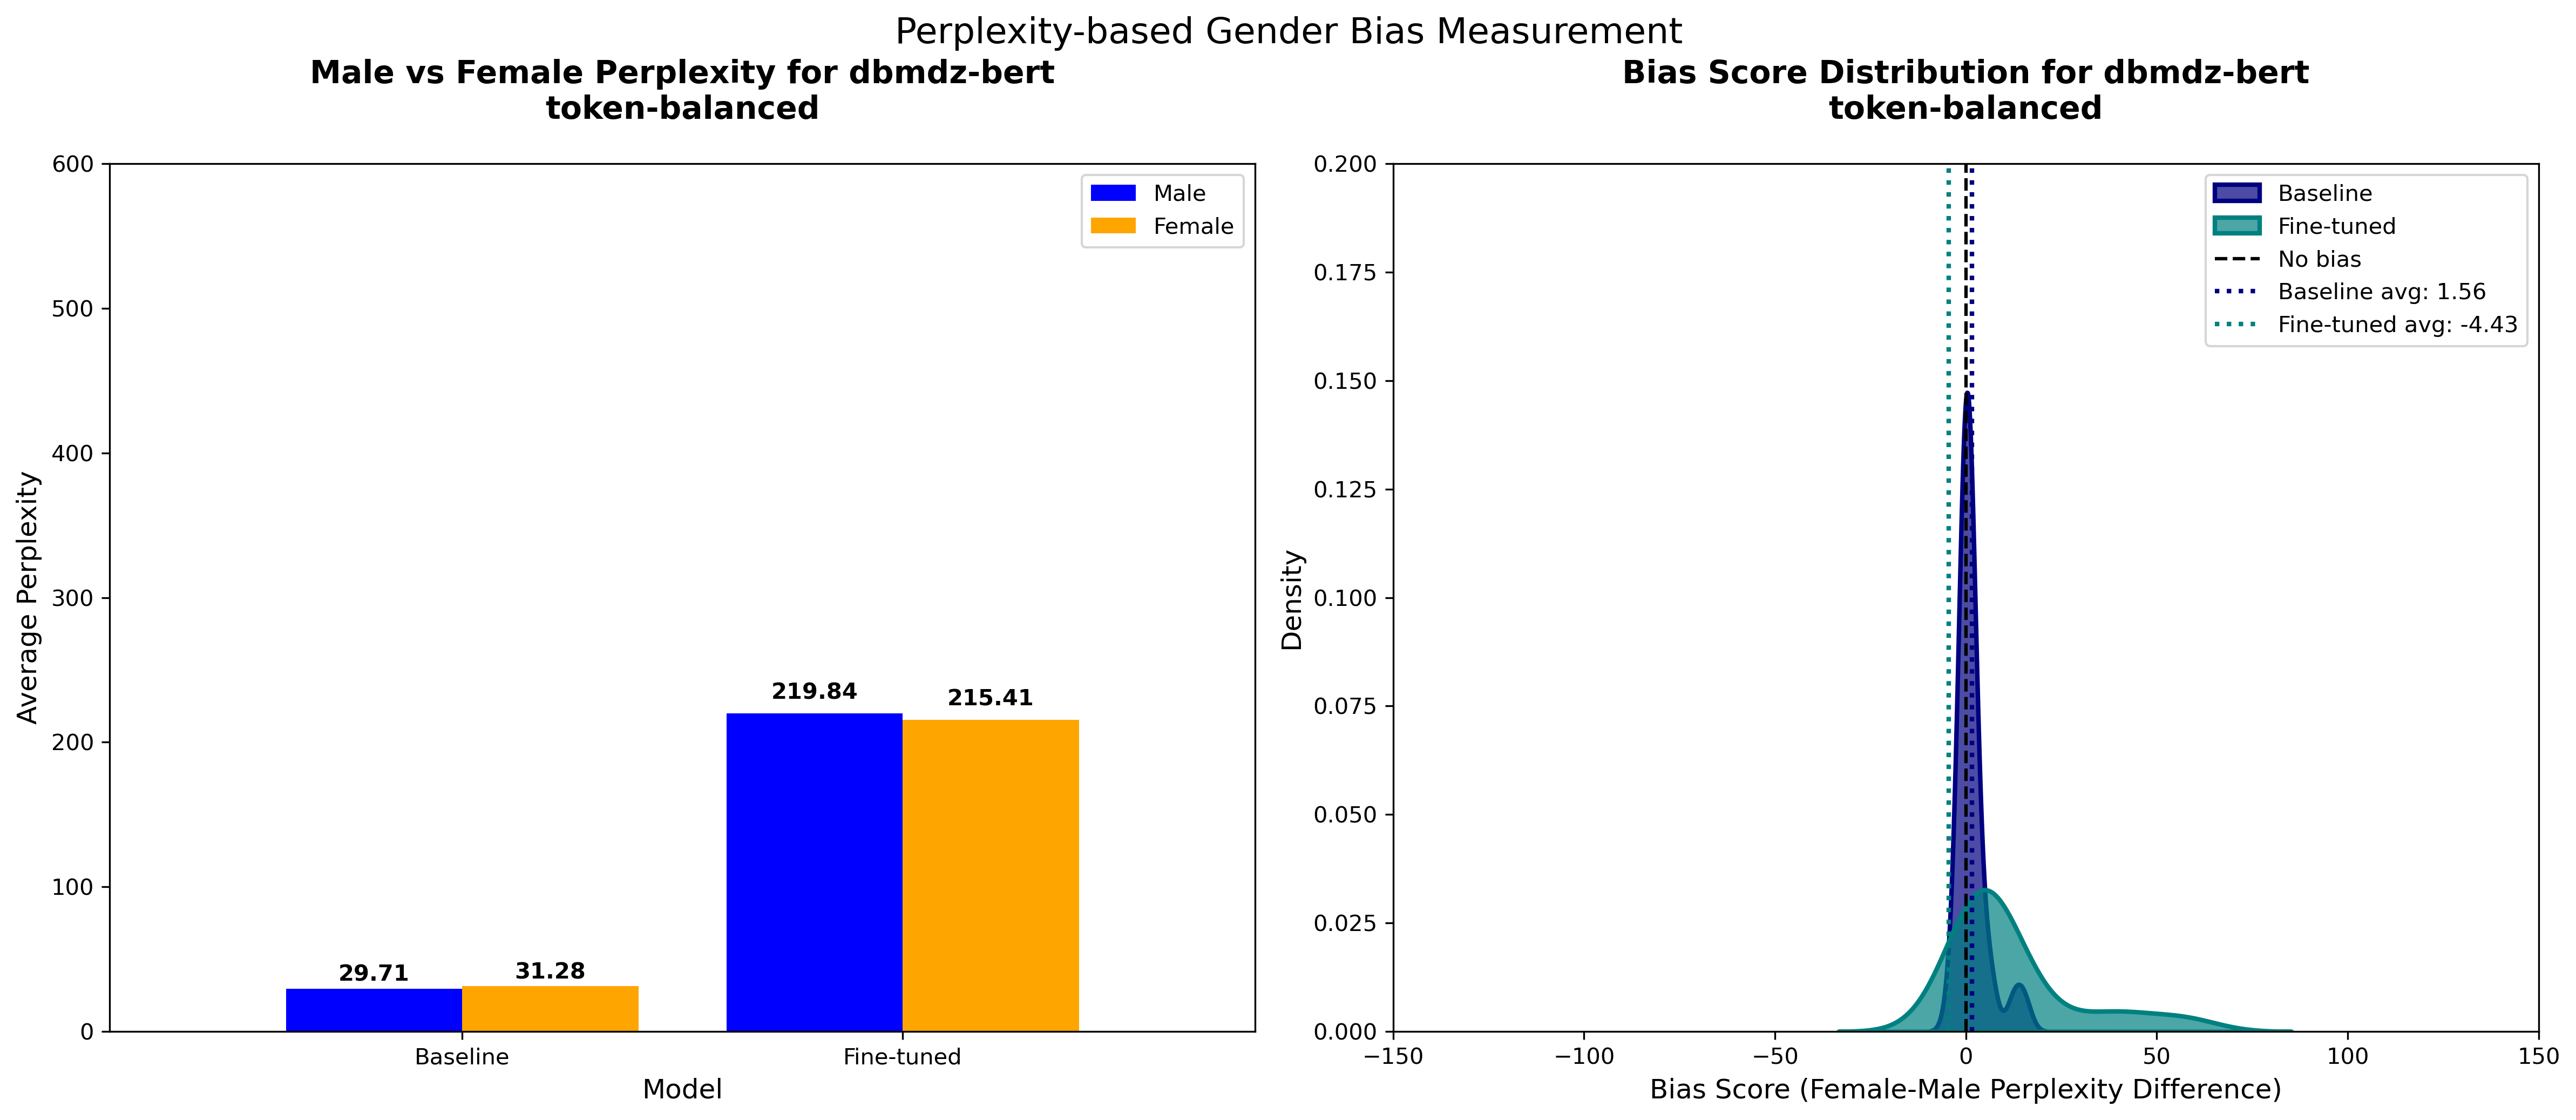 Perplexity-based Gender Bias Measurement
Male vs Female Perplexity for dbmdz-bert
token-balanced
600
500
400
300
200
100
0
Average Perplexity
Male
Female
29.71
31.28
219.84
215.41
Baseline
Fine-tuned
Model
Bias Score Distribution for dbmdz-bert
token-balanced
0.200
0.175
0.150
0.125
0.100
0.075
0.050
0.025
0.000
Density
Baseline
Fine-tuned
No bias
Baseline avg: 1.56
Fine-tuned avg: -4.43
−150
−100
−50
0
50
100
150
Bias Score (Female-Male Perplexity Difference)